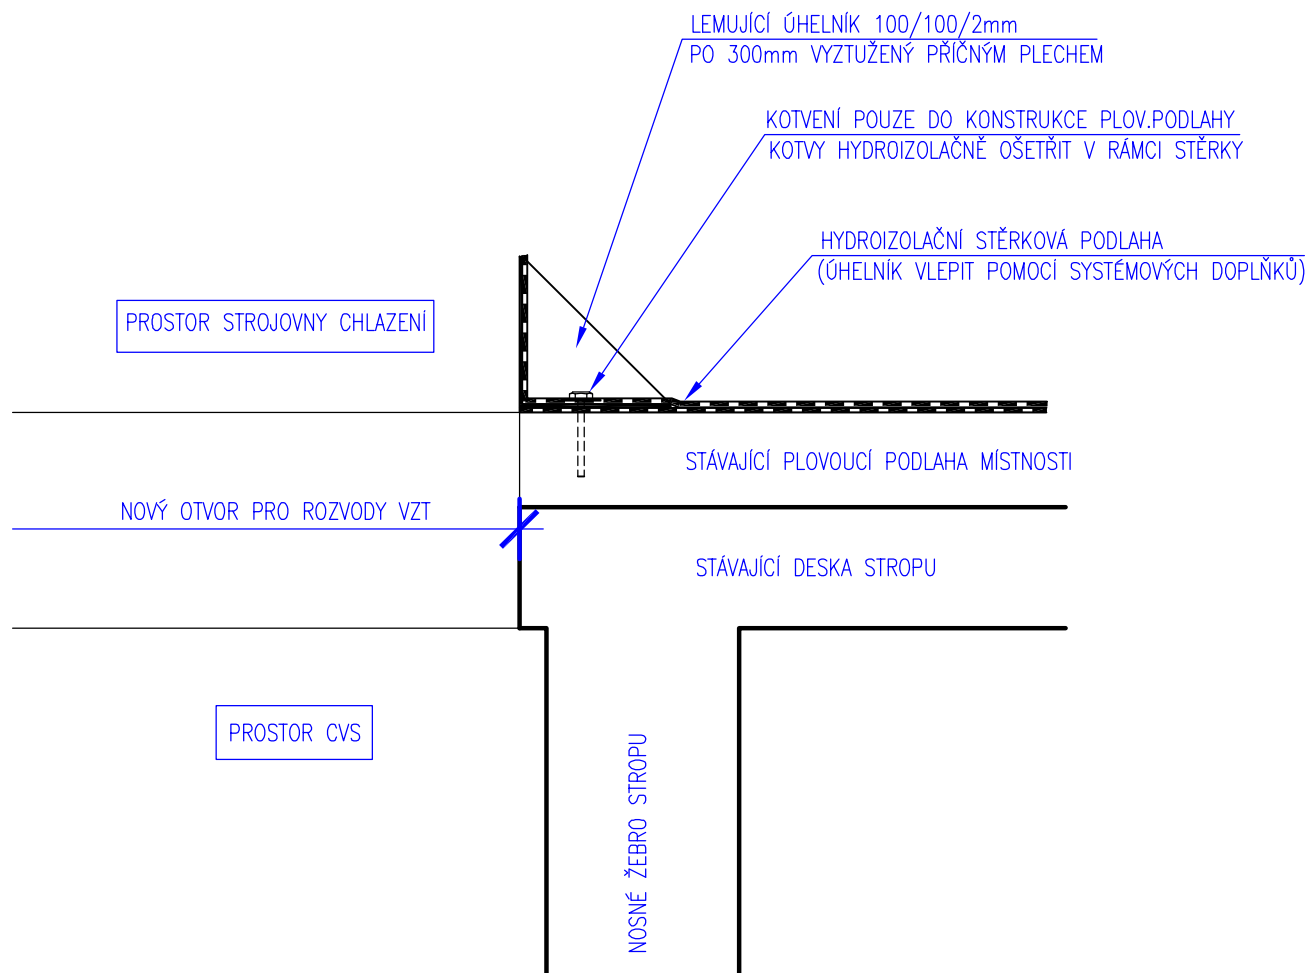 LEMUJÍCÍ ÚHELNÍK 100/100/2mm
PO 300mm VYZTUŽENÝ PŘÍČNÝM PLECHEM
KOTVENÍ POUZE DO KONSTRUKCE PLOV.PODLAHY
KOTVY HYDROIZOLAČNĚ OŠETŘIT V RÁMCI STĚRKY
HYDROIZOLAČNÍ STĚRKOVÁ PODLAHA
(ÚHELNÍK VLEPIT POMOCÍ SYSTÉMOVÝCH DOPLŇKŮ)
PROSTOR STROJOVNY CHLAZENÍ
STÁVAJÍCÍ PLOVOUCÍ PODLAHA MÍSTNOSTI
NOVÝ OTVOR PRO ROZVODY VZT
STÁVAJÍCÍ DESKA STROPU
PROSTOR CVS
NOSNÉ ŽEBRO STROPU